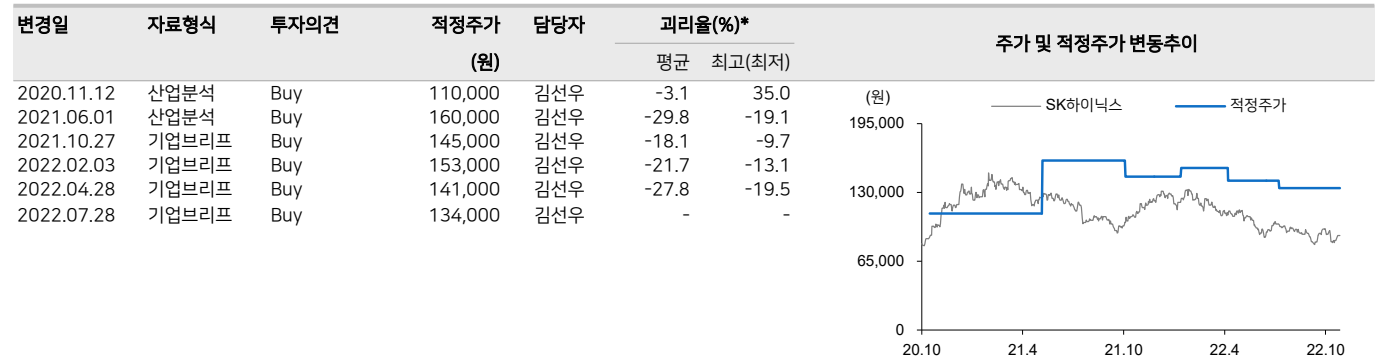 변경일 자료형식 투자의견 적정주가 담당자 괴리율(%)*
(원) 평균 최고(최저)
2020.11.12 산업분석 Buy 110,000 김선우 -3.1 35.0
2021.06.01 산업분석 Buy 160,000 김선우 -29.8 -19.1
2021.10.27 기업브리프 Buy 145,000 김선우 -18.1 -9.7
2022.02.03 기업브리프 Buy 153,000 김선우 -21.7 -13.1
2022.04.28 기업브리프 Buy 141,000 김선우 -27.8 -19.5
2022.07.28 기업브리프 Buy 134,000 김선우 - -
주가 및 적정주가 변동추이
(원) SK하이닉스 적정주가
195,000
130,000
65,000
0
20.10 21.4 21.10 22.4 22.10